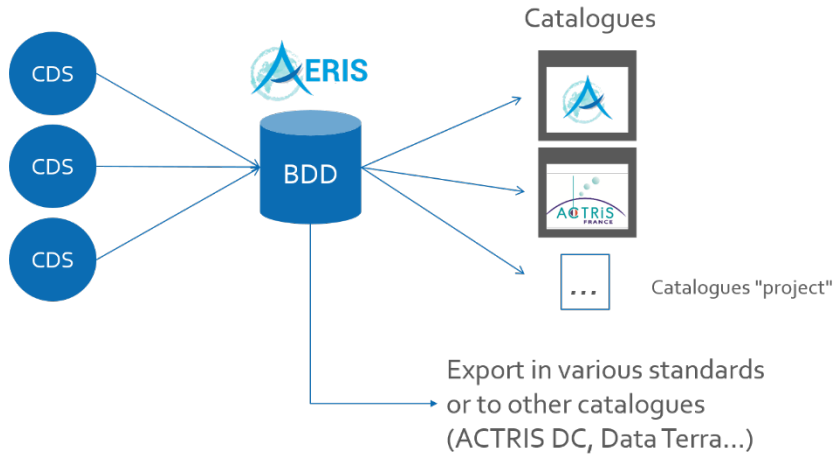 Catalogues
CDS
CDS
CDS
AERIS
BDD
ACTRiS
FRANCE
...
Catalogues "project"
Export in various standards
or to other catalogues
(ACTRIS DC, Data Terra...)